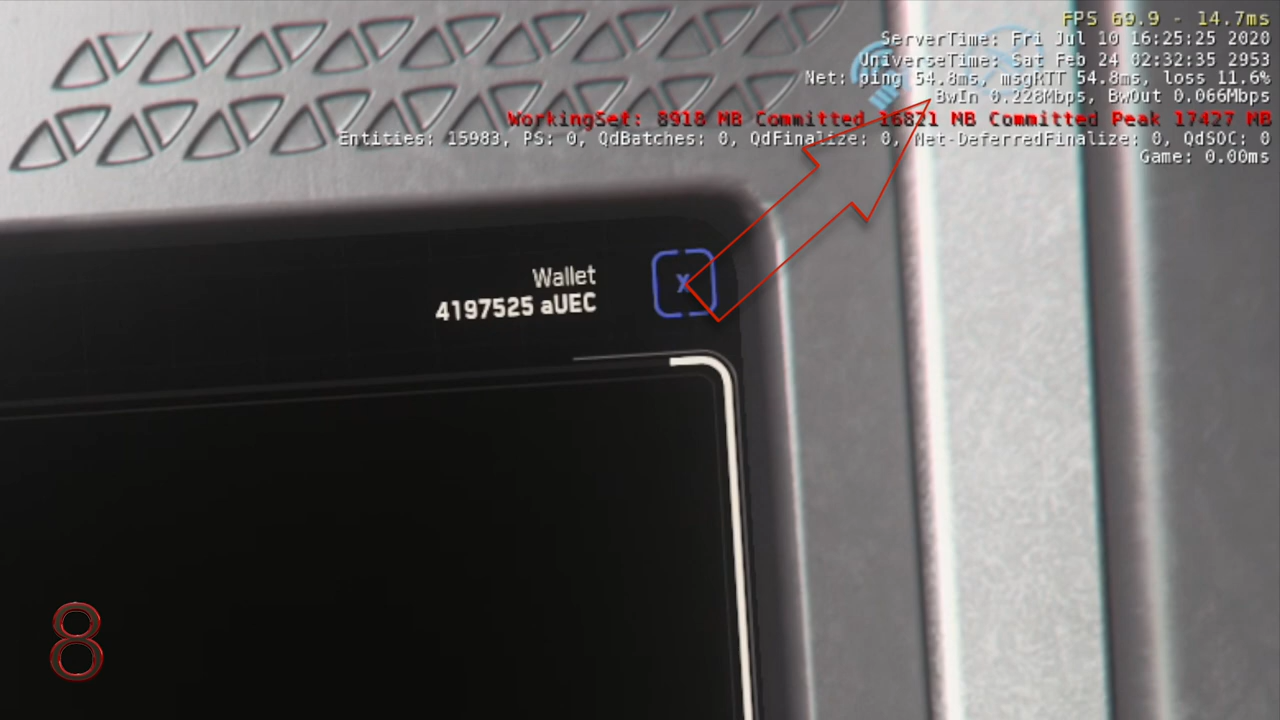 FPS 69.9 - 14.7ms
ServerTime: Fri Jul 10 16:25:25 2020
UniverseTime: Sat Feb 24 02:32:35 2953
Net: ping 54.8ms, msgRTT 54.8ms, loss 11.6%
BwIn 0.228Mbps, BwOut 0.066Mbps
WorkingSet: 8918 MB Committed 16821 MB Committed Peak 17427 MB
Entities: 15983, PS: 0, QdBatches: 0, QdFinalize: 0, Net-DeferredFinalize: 0, QdSOC: 0
Game: 0.00ms
Wallet
4197525 aUEC
X
8